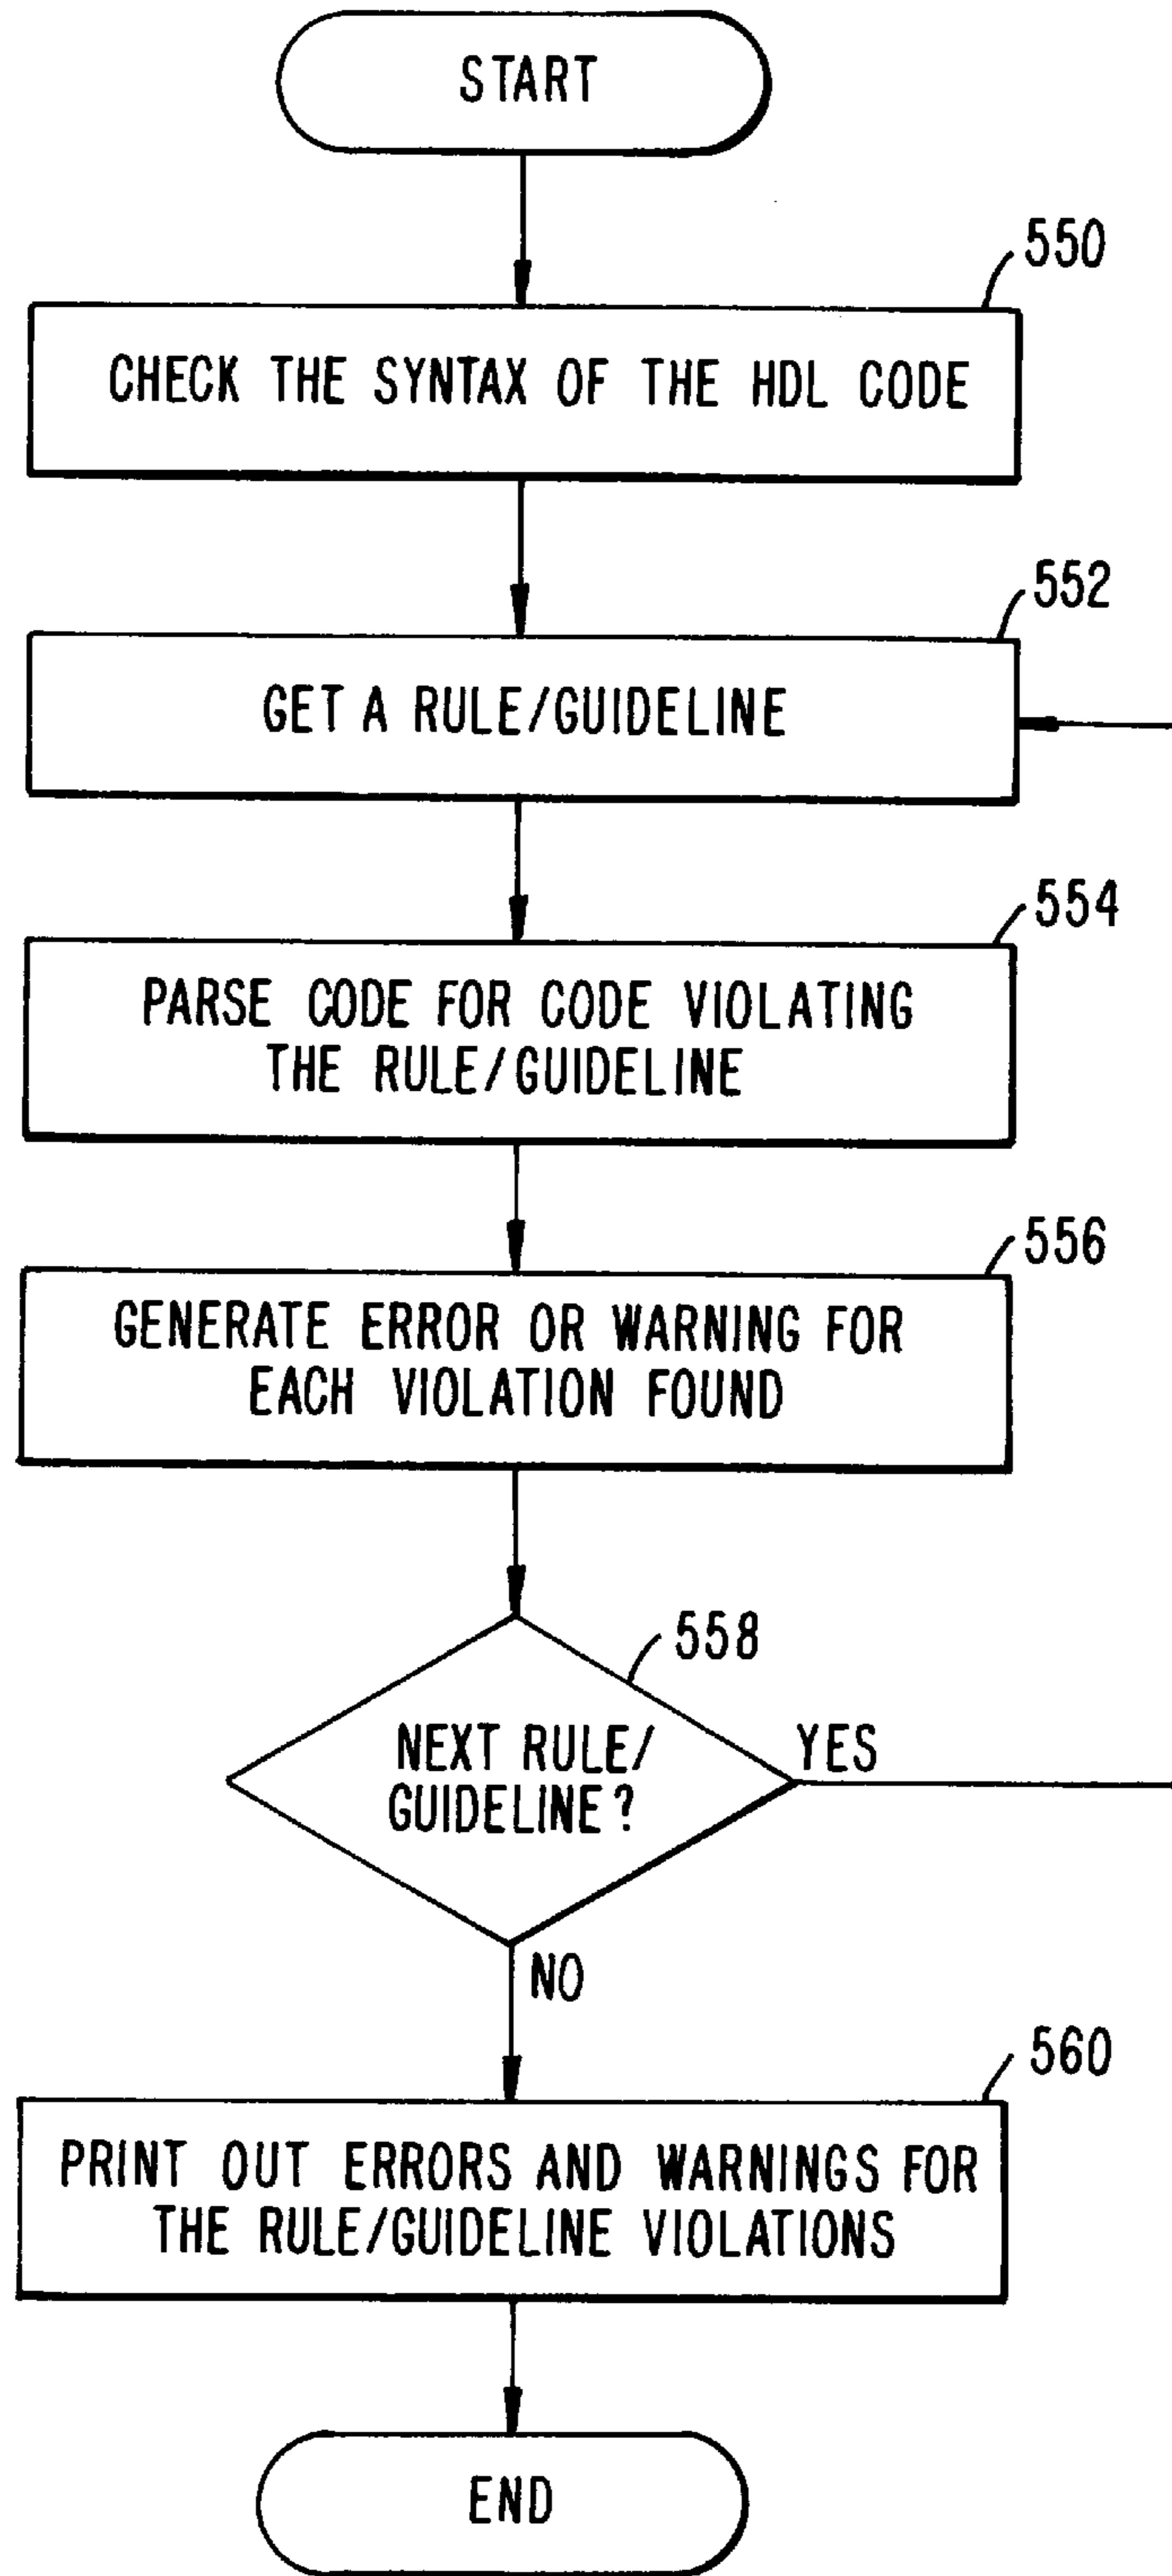 START
550
CHECK THE SYNTAX OF THE HDL CODE
552
GET A RULE/GUIDELINE
554
PARSE CODE FOR CODE VIOLATING
THE RULE/GUIDELINE
556
GENERATE ERROR OR WARNING FOR
EACH VIOLATION FOUND
558
NEXT RULE/
GUIDELINE?
YES
NO
560
PRINT OUT ERRORS AND WARNINGS FOR
THE RULE/GUIDELINE VIOLATIONS
END